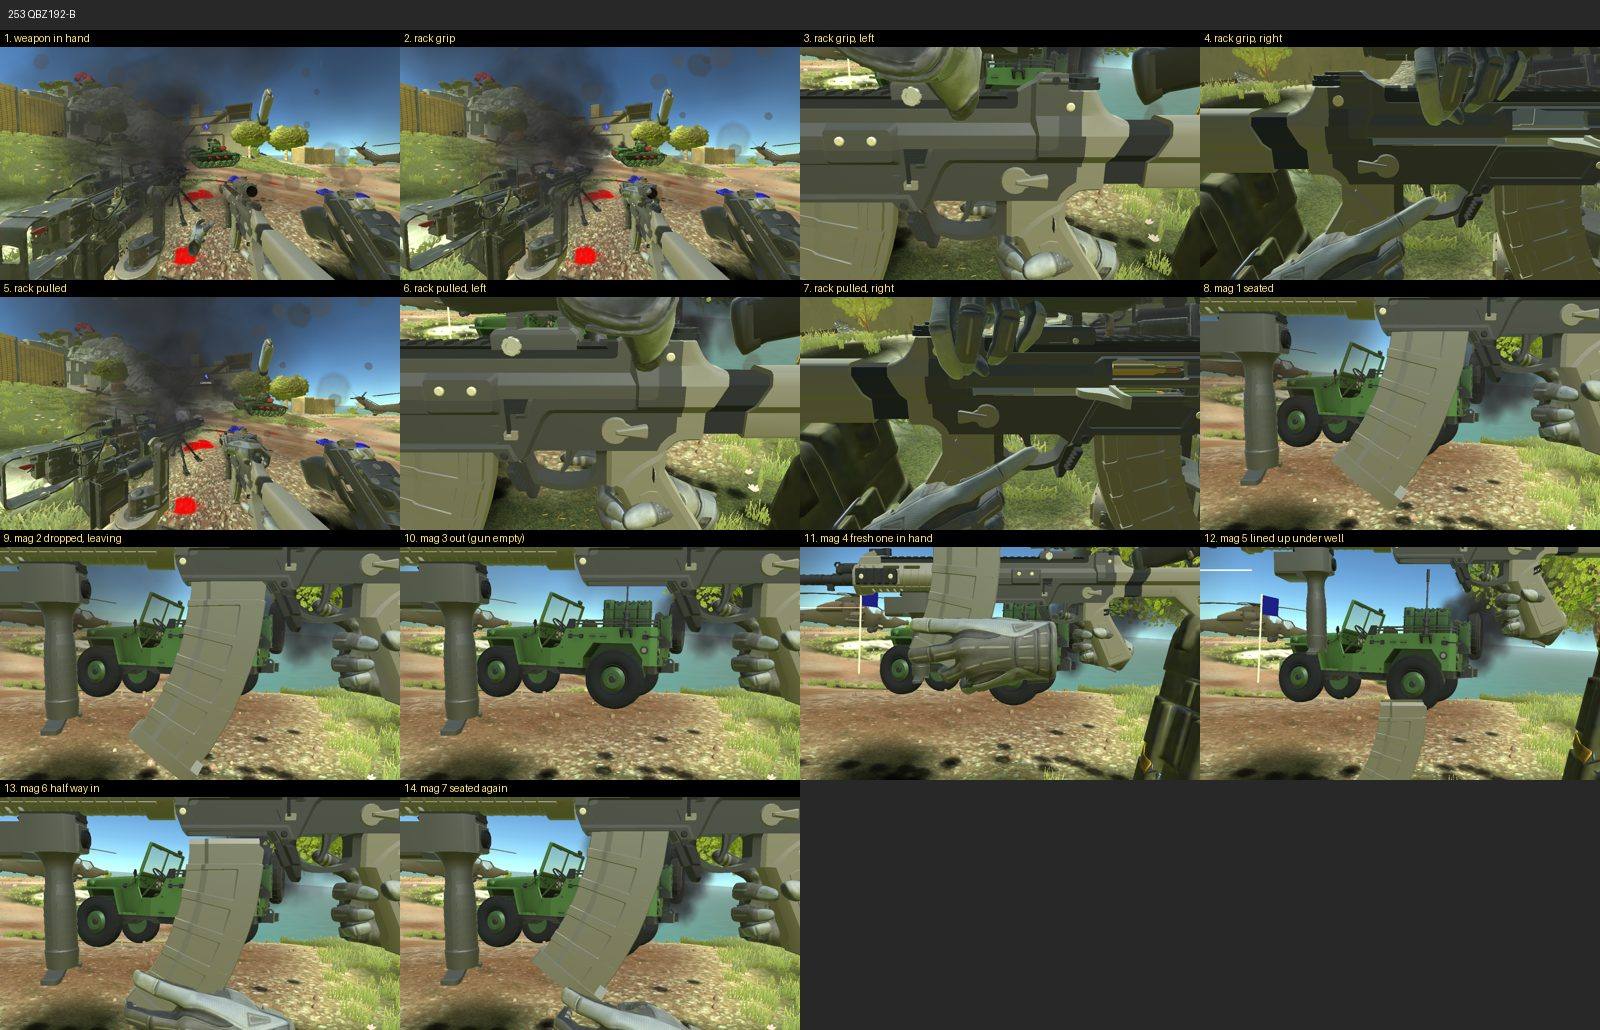 253 QBZ192-B
1. weapon in hand
2. rack grip
3. rack grip, left
4. rack grip, right
5. rack pulled
6. rack pulled, left
7. rack pulled, right
8. mag 1 seated
9. mag 2 dropped, leaving
10. mag 3 out (gun empty)
11. mag 4 fresh one in hand
12. mag 5 lined up under well
13. mag 6 half way in
14. mag 7 seated again